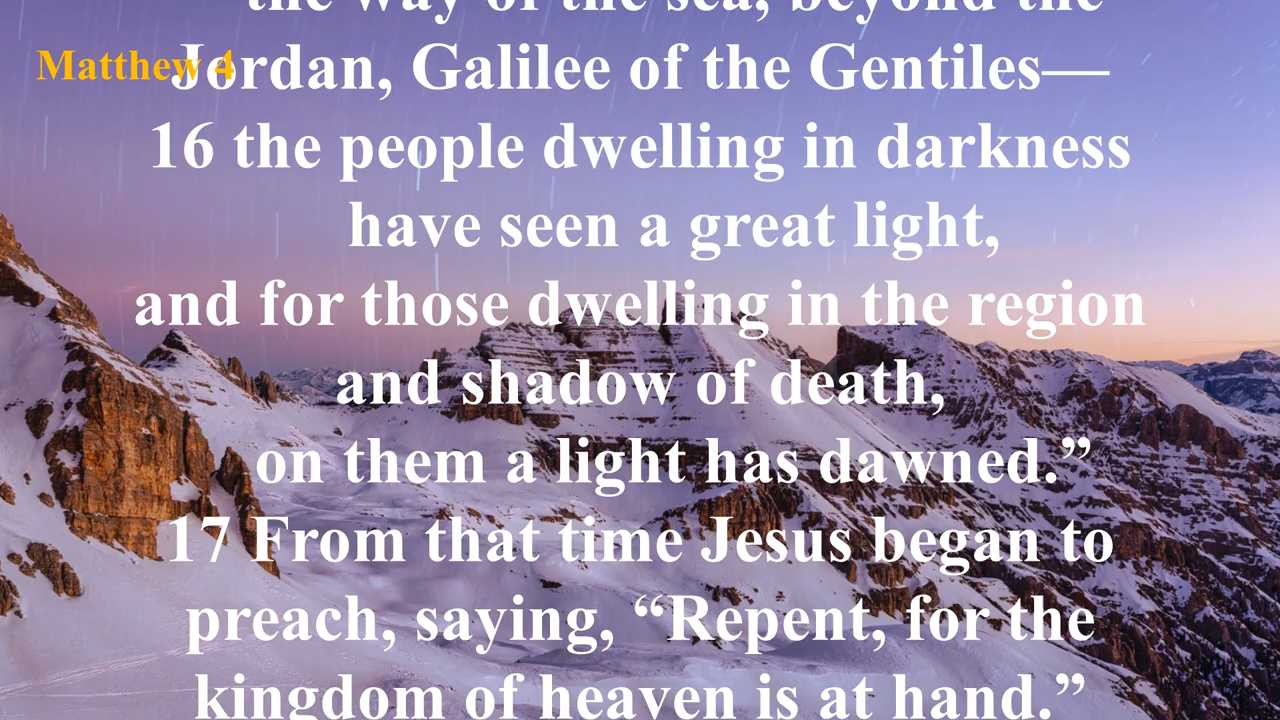 the way of the sea, beyond the
Matthew 4
Jordan, Galilee of the Gentiles—
16 the people dwelling in darkness
have seen a great light,
and for those dwelling in the region
and shadow of death,
on them a light has dawned.”
17 From that time Jesus began to
preach, saying, “Repent, for the
kingdom of heaven is at hand.”